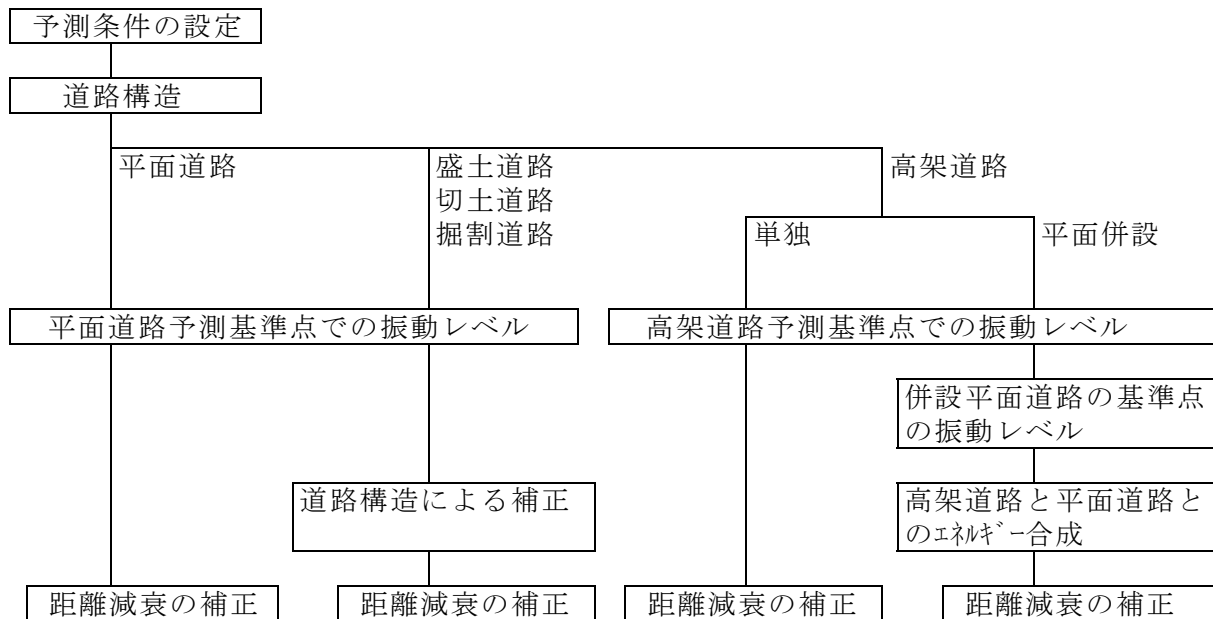 予測条件の設定
道路構造
平面道路
盛土道路
切土道路
掘割道路
高架道路
単独
平面併設
平面道路予測基準点での振動レベル
高架道路予測基準点での振動レベル
併設平面道路の基準点
の振動レベル
道路構造による補正
高架道路と平面道路と
のｴﾈﾙｷﾞｰ合成
距離減衰の補正
距離減衰の補正
距離減衰の補正
距離減衰の補正